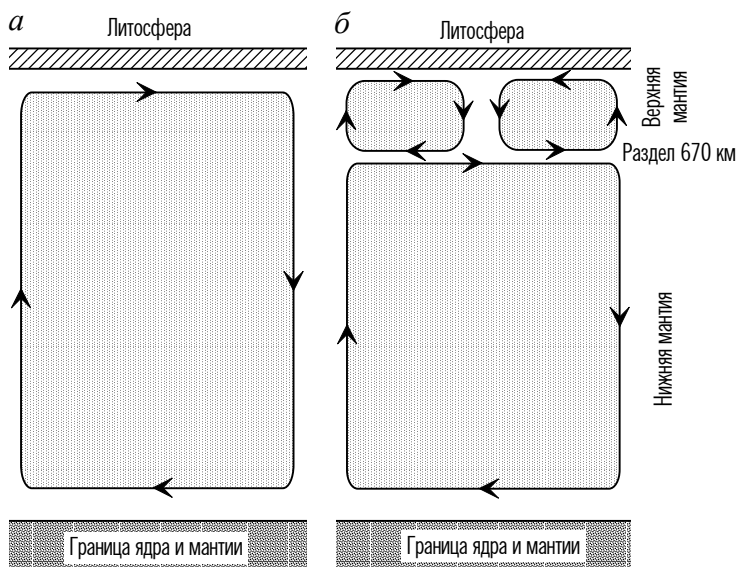 а
Литосфера
Граница ядра и мантии
б
Литосфера
Верхняя
мантия
Раздел 670 км
Нижняя мантия
Граница ядра и мантии